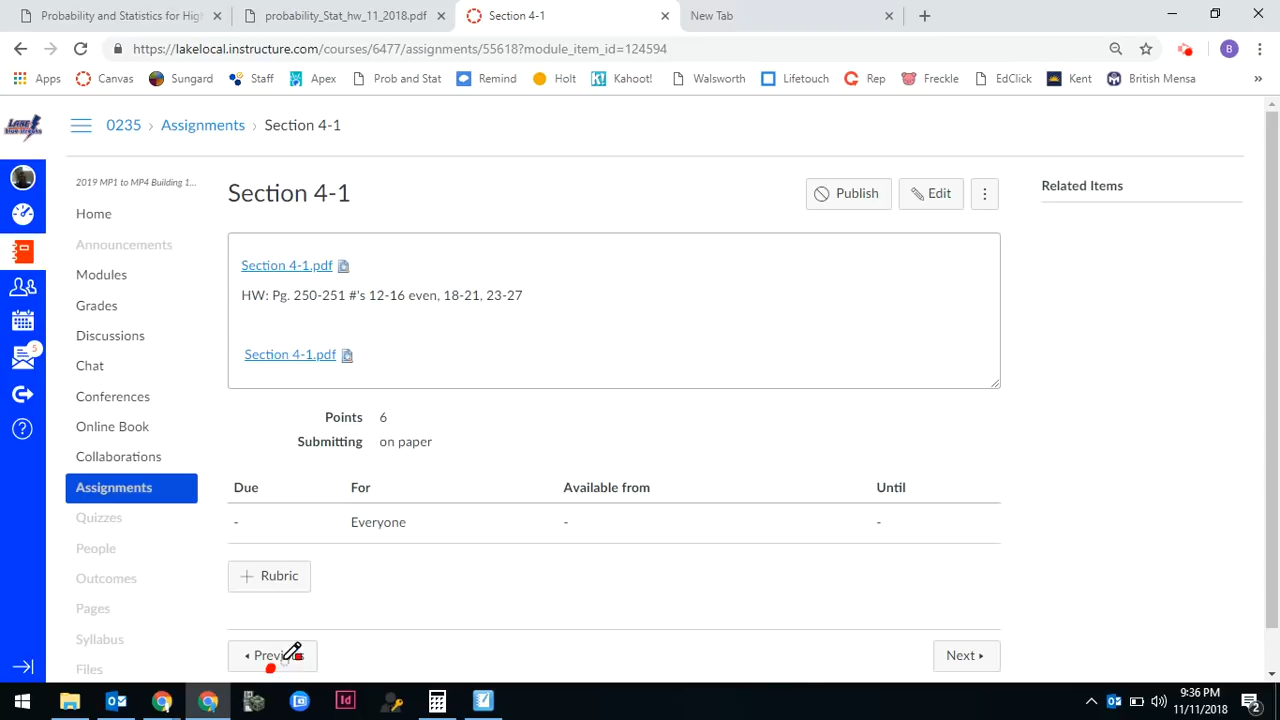 Probability and Statistics for Hig
probability_Stat_hw_11_2018.pdf
Section 4-1
New Tab
https://lakelocal.instructure.com/courses/6477/assignments/55618?module_item_id=124594
B
Apps
Canvas
Sungard
Staff
Apex
Prob and Stat
Remind
Holt
Kahoot!
Walsworth
Lifetouch
Rep
Freckle
EdClick
Kent
British Mensa
»
LAKE
0235 › Assignments › Section 4-1
2019 MP1 to MP4 Building 1...
Home
Announcements
Modules
Grades
Discussions
Chat
Conferences
Online Book
Collaborations
Assignments
Quizzes
People
Outcomes
Pages
Syllabus
Files
5
Section 4-1
Publish
Edit
Related Items
Section 4-1.pdf
HW: Pg. 250-251 #'s 12-16 even, 18-21, 23-27
Section 4-1.pdf
Points 6
Submitting on paper
Due For Available from Until
- Everyone - -
+ Rubric
Next
Id
9:36 PM
11/11/2018
2